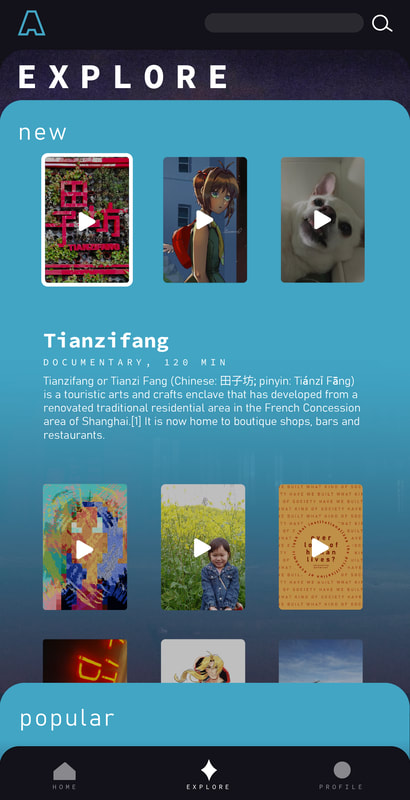 EXPLORE
new
田
子坊
TIANZIFANG
Tianzifang
DOCUMENTARY, 120 MIN
Tianzifang or Tianzi Fang (Chinese: 田子坊; pinyin: Tiánzǐ Fāng)
is a touristic arts and crafts enclave that has developed from a
renovated traditional residential area in the French Concession
area of Shanghai.[1] It is now home to boutique shops, bars and
restaurants.
popular
HOME
EXPLORE
PROFILE